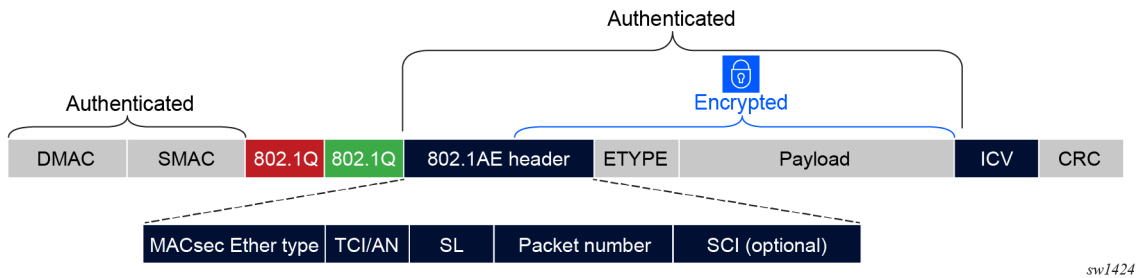 Authenticated
Encrypted
Authenticated
DMAC SMAC 802.1Q 802.1Q 802.1AE header ETYPE Payload ICV CRC
MACsec Ether type TCI/AN SL Packet number SCI (optional)
sw1424